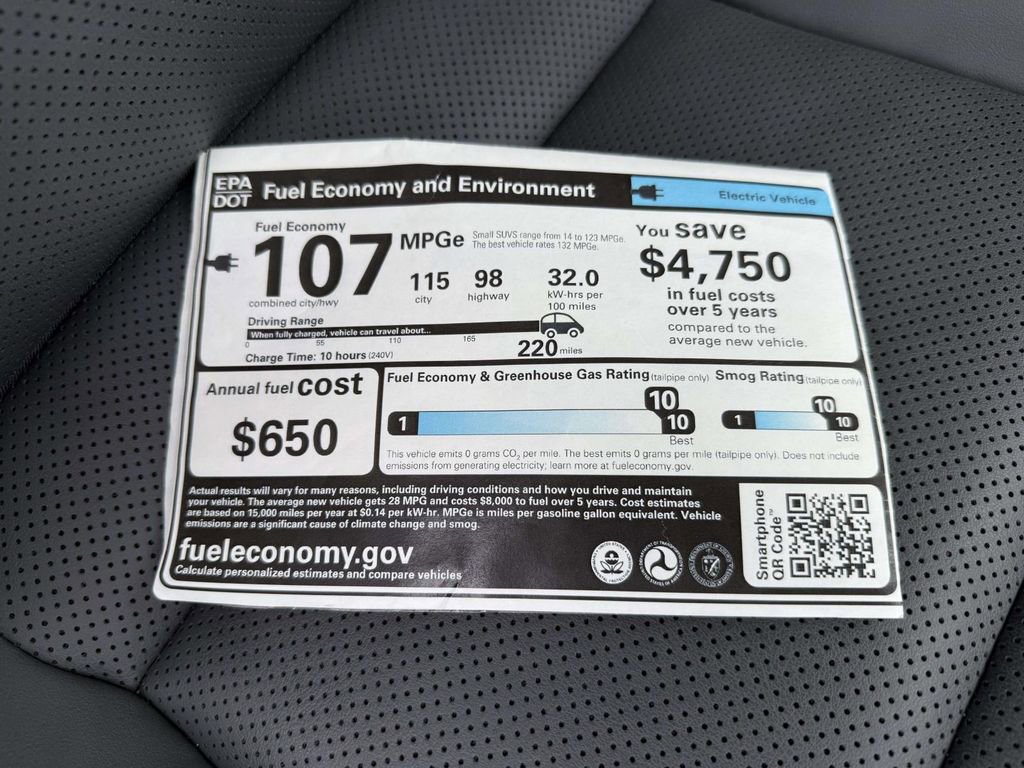 EPA
DOT
Fuel Economy and Environment
Electric Vehicle
Fuel Economy
107 MPGe
combined city/hwy
Small SUVS range from 14 to 123 MPGe.
The best vehicle rates 132 MPGe.
115
city
98
highway
32.0
kW-hrs per
100 miles
You save
$4,750
in fuel costs
over 5 years
compared to the
average new vehicle.
Driving Range
When fully charged, vehicle can travel about...
0 55 110 165 220 miles
Charge Time: 10 hours (240V)
Annual fuel cost
$650
Fuel Economy & Greenhouse Gas Rating (tailpipe only)
10
1 10
Best
Smog Rating (tailpipe only)
10
1 10
Best
This vehicle emits 0 grams CO₂ per mile. The best emits 0 grams per mile (tailpipe only). Does not include
emissions from generating electricity; learn more at fueleconomy.gov.
Actual results will vary for many reasons, including driving conditions and how you drive and maintain
your vehicle. The average new vehicle gets 28 MPG and costs $8,000 to fuel over 5 years. Cost estimates
are based on 15,000 miles per year at $0.14 per kW-hr. MPGe is miles per gasoline gallon equivalent. Vehicle
emissions are a significant cause of climate change and smog.
fueleconomy.gov
Calculate personalized estimates and compare vehicles
Smartphone
QR Code™